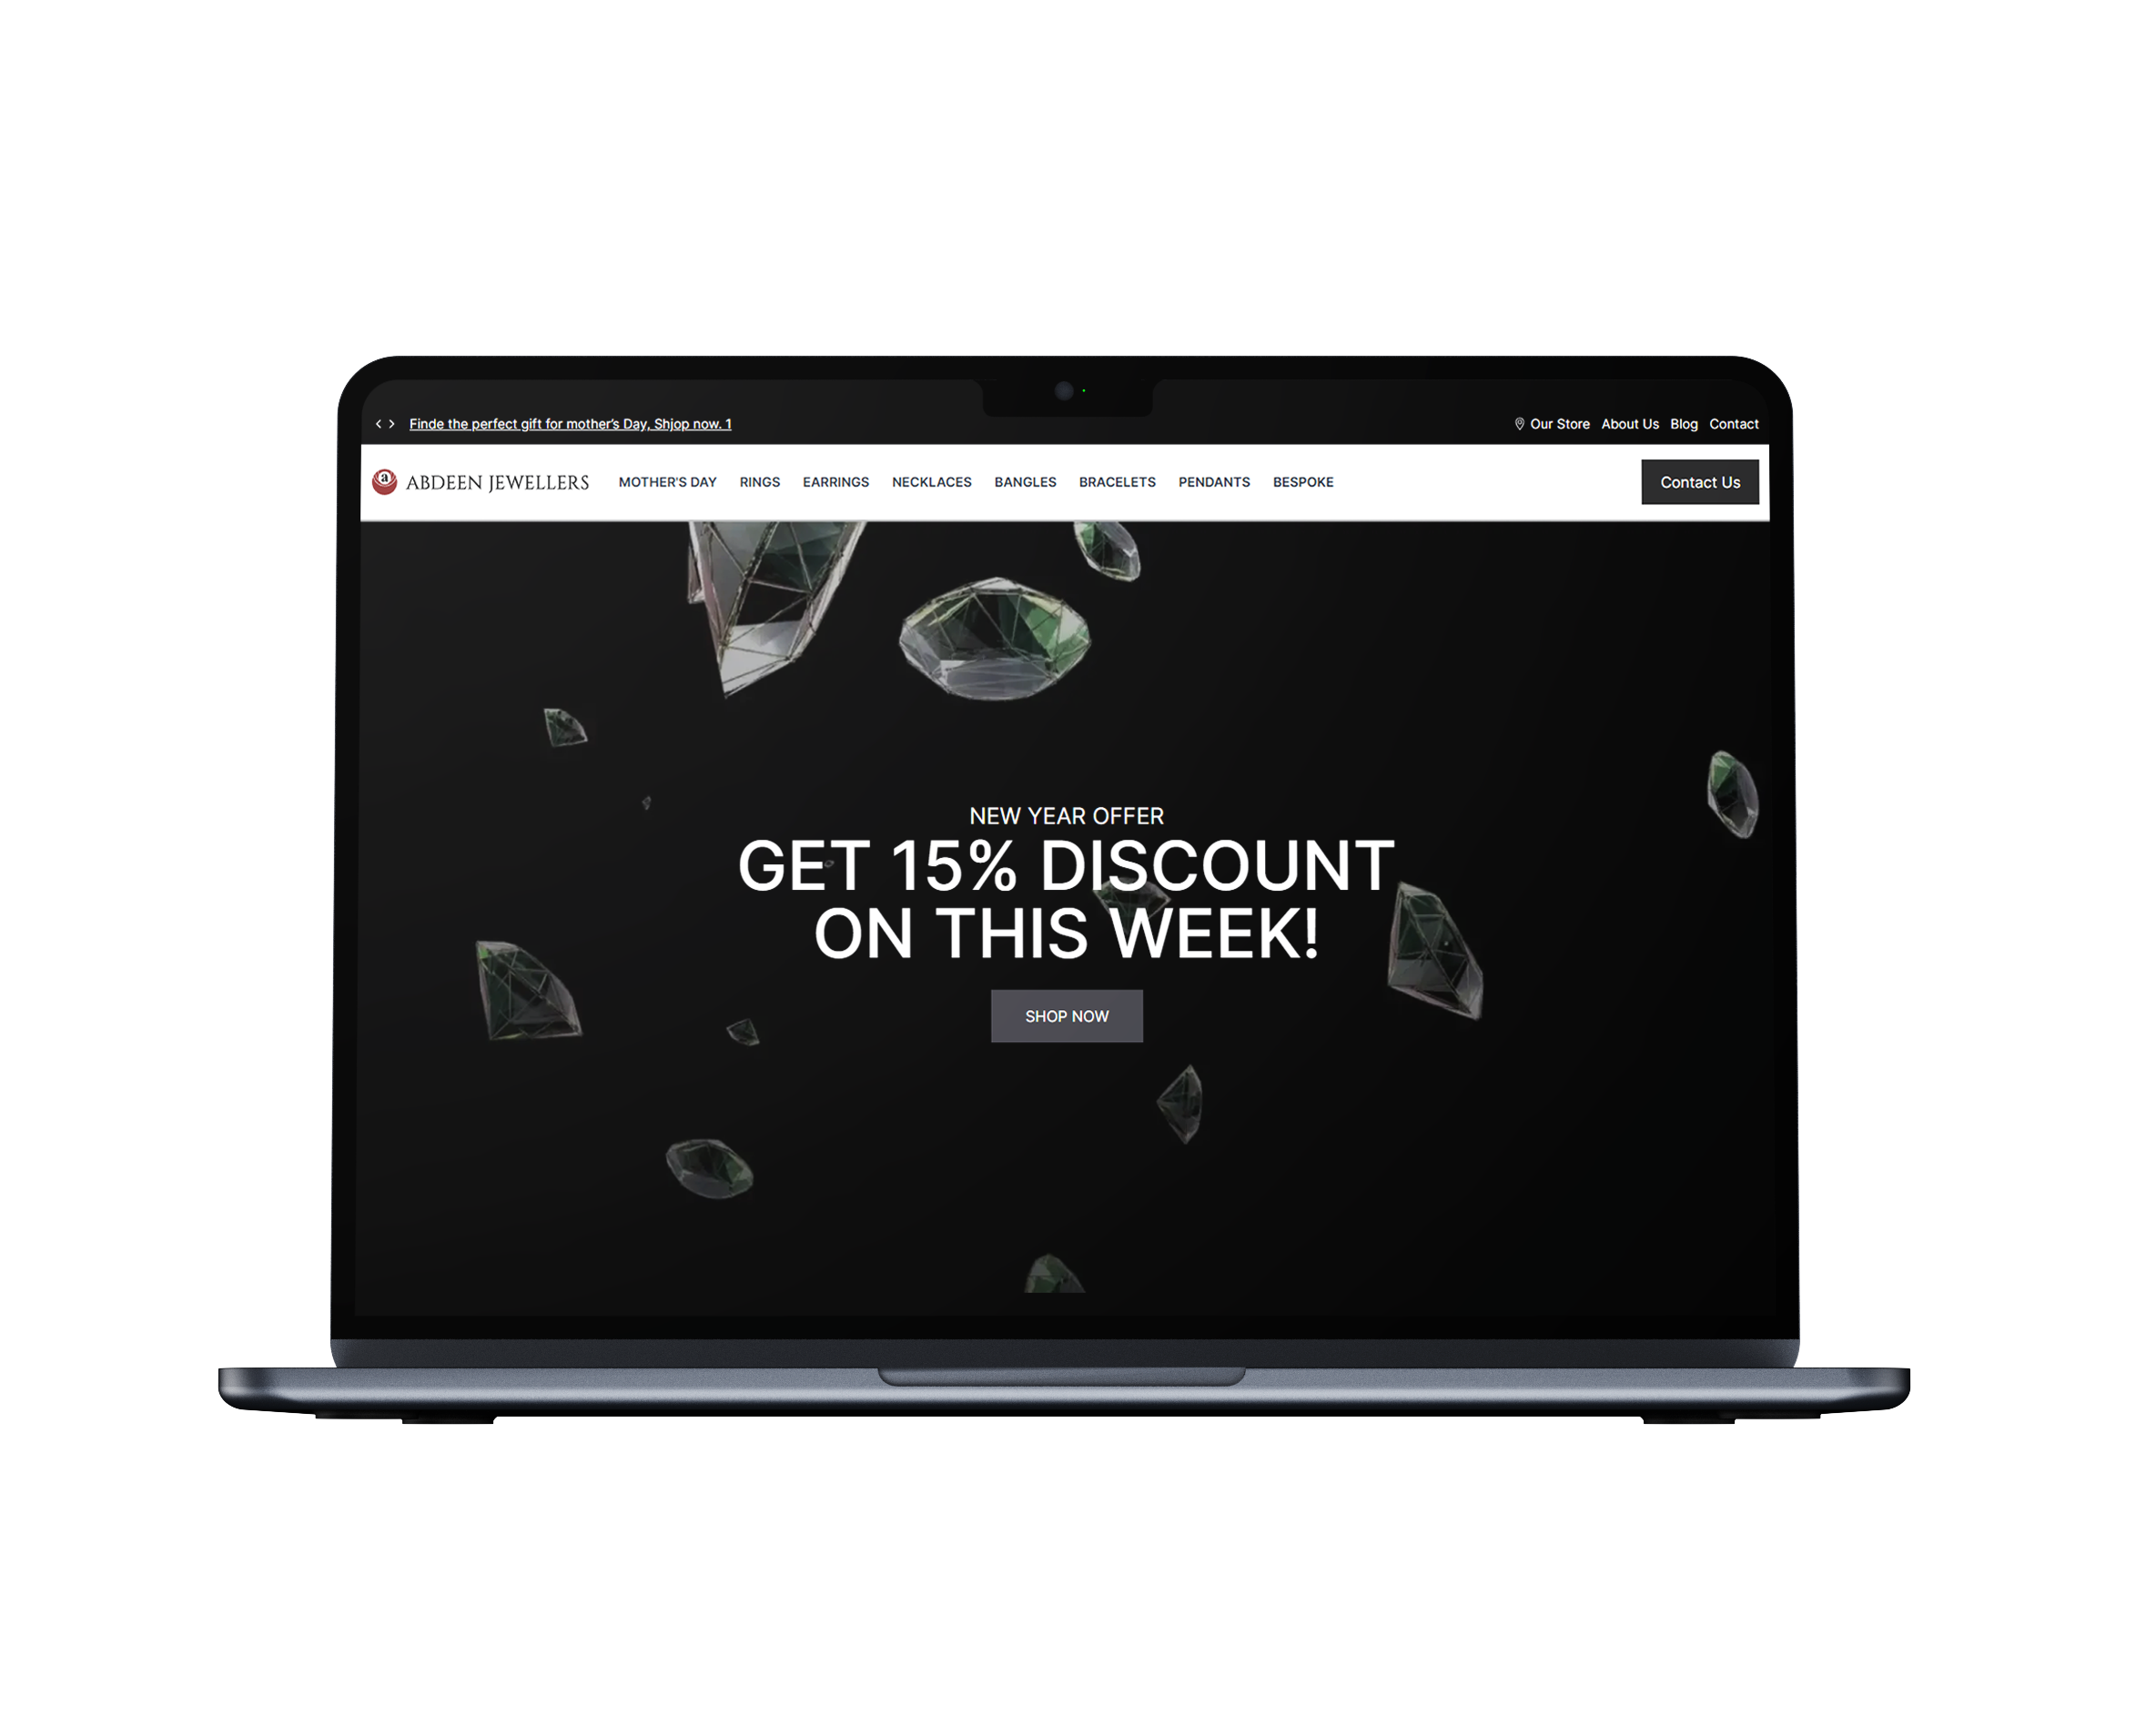 Finde the perfect gift for mother's Day, Shjop now. 1
Our Store About Us Blog Contact
a ABDEEN JEWELLERS MOTHER'S DAY RINGS EARRINGS NECKLACES BANGLES BRACELETS PENDANTS BESPOKE Contact Us
NEW YEAR OFFER
GET 15% DISCOUNT
ON THIS WEEK!
SHOP NOW